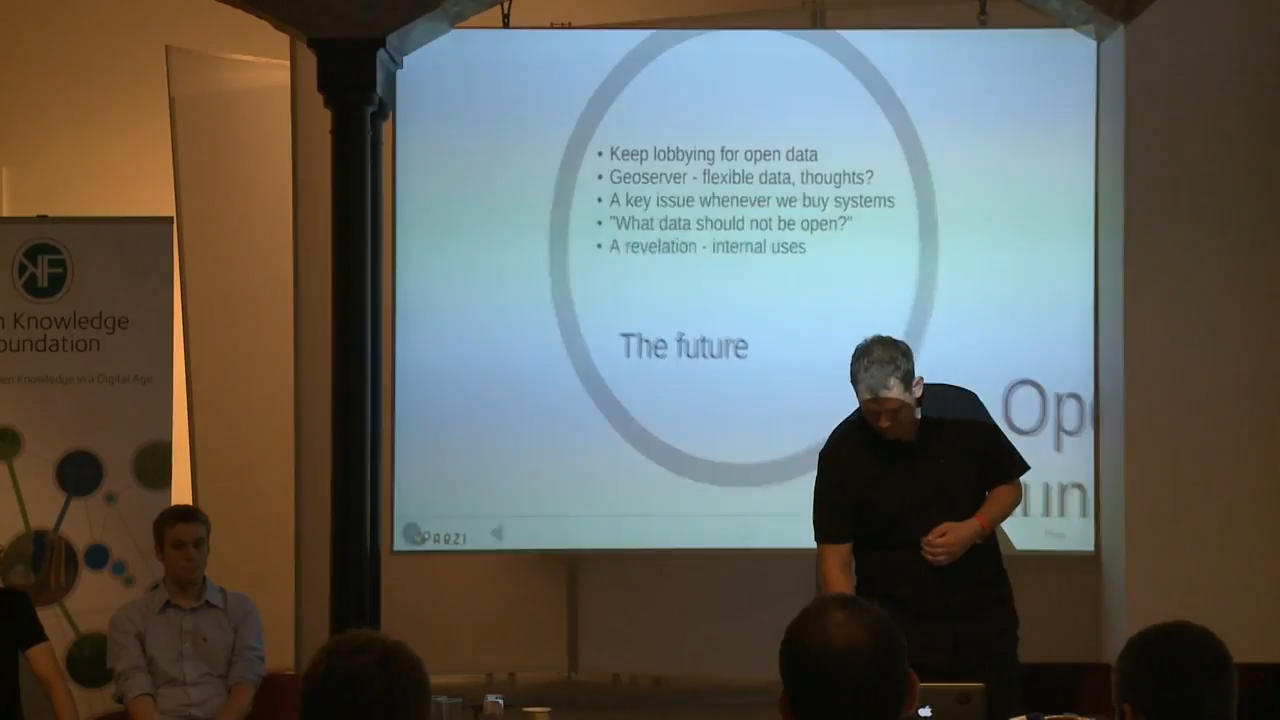 • Keep lobbying for open data
• Geoserver - flexible data, thoughts?
• A key issue whenever we buy systems
• "What data should not be open?"
• A revelation - internal uses
The future
Op
un
PREZI
KF
n Knowledge
oundation
en Knowledge in a Digital Age